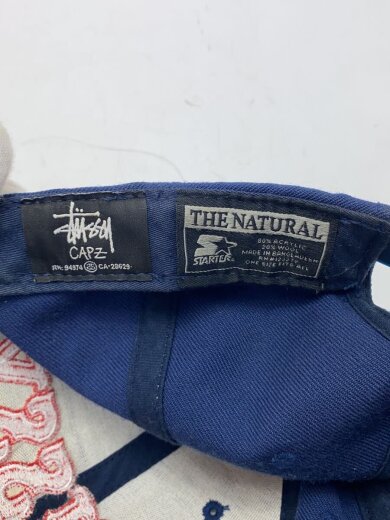 Stüssy
CAPZ
RN: 94974 CA-28629
THE NATURAL
STARTER
80% ACRYLIC
20% WOOL
MADE IN BANGLADESH
ONE SIZE FITS ALL